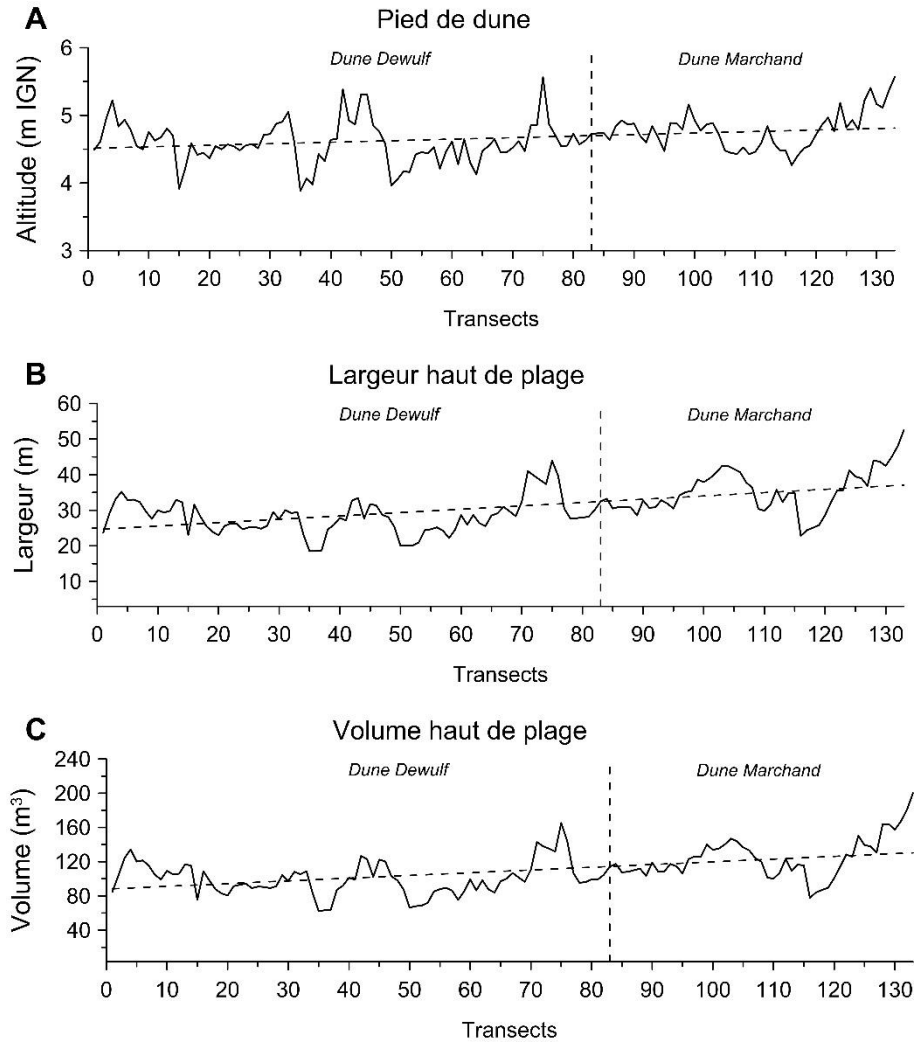 A
Pied de dune
Dune Dewulf
Dune Marchand
Altitude (m IGN)
6
5
4
3
0 10 20 30 40 50 60 70 80 90 100 110 120 130
Transects
B
Largeur haut de plage
Dune Dewulf
Dune Marchand
Largeur (m)
60
50
40
30
20
10
0 10 20 30 40 50 60 70 80 90 100 110 120 130
Transects
C
Volume haut de plage
Dune Dewulf
Dune Marchand
Volume (m³)
240
200
160
120
80
40
0 10 20 30 40 50 60 70 80 90 100 110 120 130
Transects